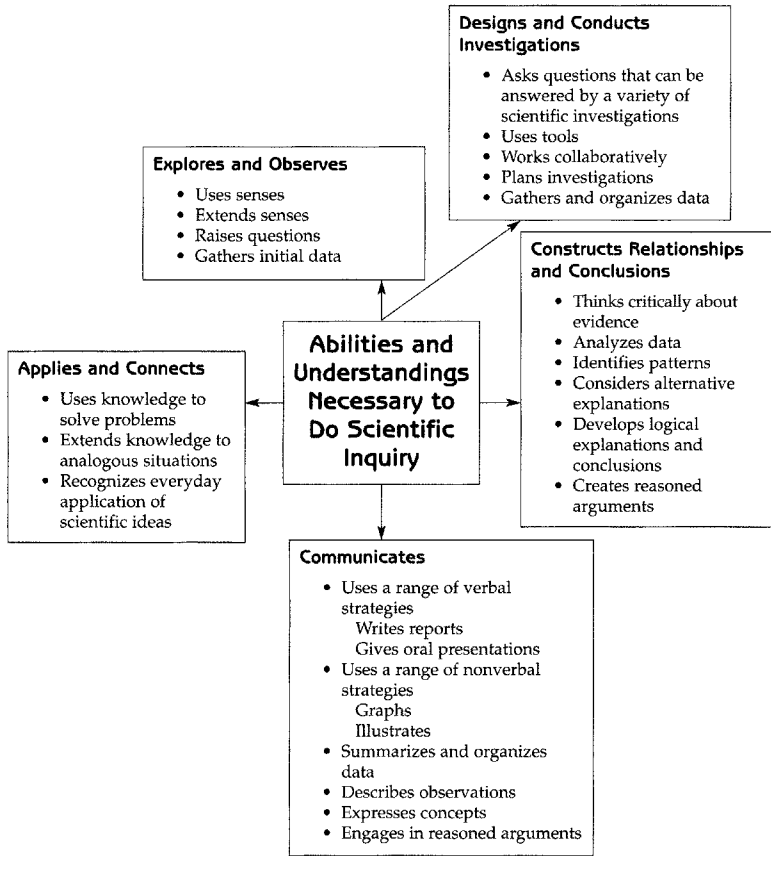 Designs and Conducts
Investigations
• Asks questions that can be
answered by a variety of
scientific investigations
• Uses tools
• Works collaboratively
• Plans investigations
• Gathers and organizes data
Explores and Observes
• Uses senses
• Extends senses
• Raises questions
• Gathers initial data
Constructs Relationships
and Conclusions
• Thinks critically about
evidence
• Analyzes data
• Identifies patterns
• Considers alternative
explanations
• Develops logical
explanations and
conclusions
• Creates reasoned
arguments
Abilities and
Understandings
Necessary to
Do Scientific
Inquiry
Applies and Connects
• Uses knowledge to
solve problems
• Extends knowledge to
analogous situations
• Recognizes everyday
application of
scientific ideas
Communicates
• Uses a range of verbal
strategies
Writes reports
Gives oral presentations
• Uses a range of nonverbal
strategies
Graphs
Illustrates
• Summarizes and organizes
data
• Describes observations
• Expresses concepts
• Engages in reasoned arguments